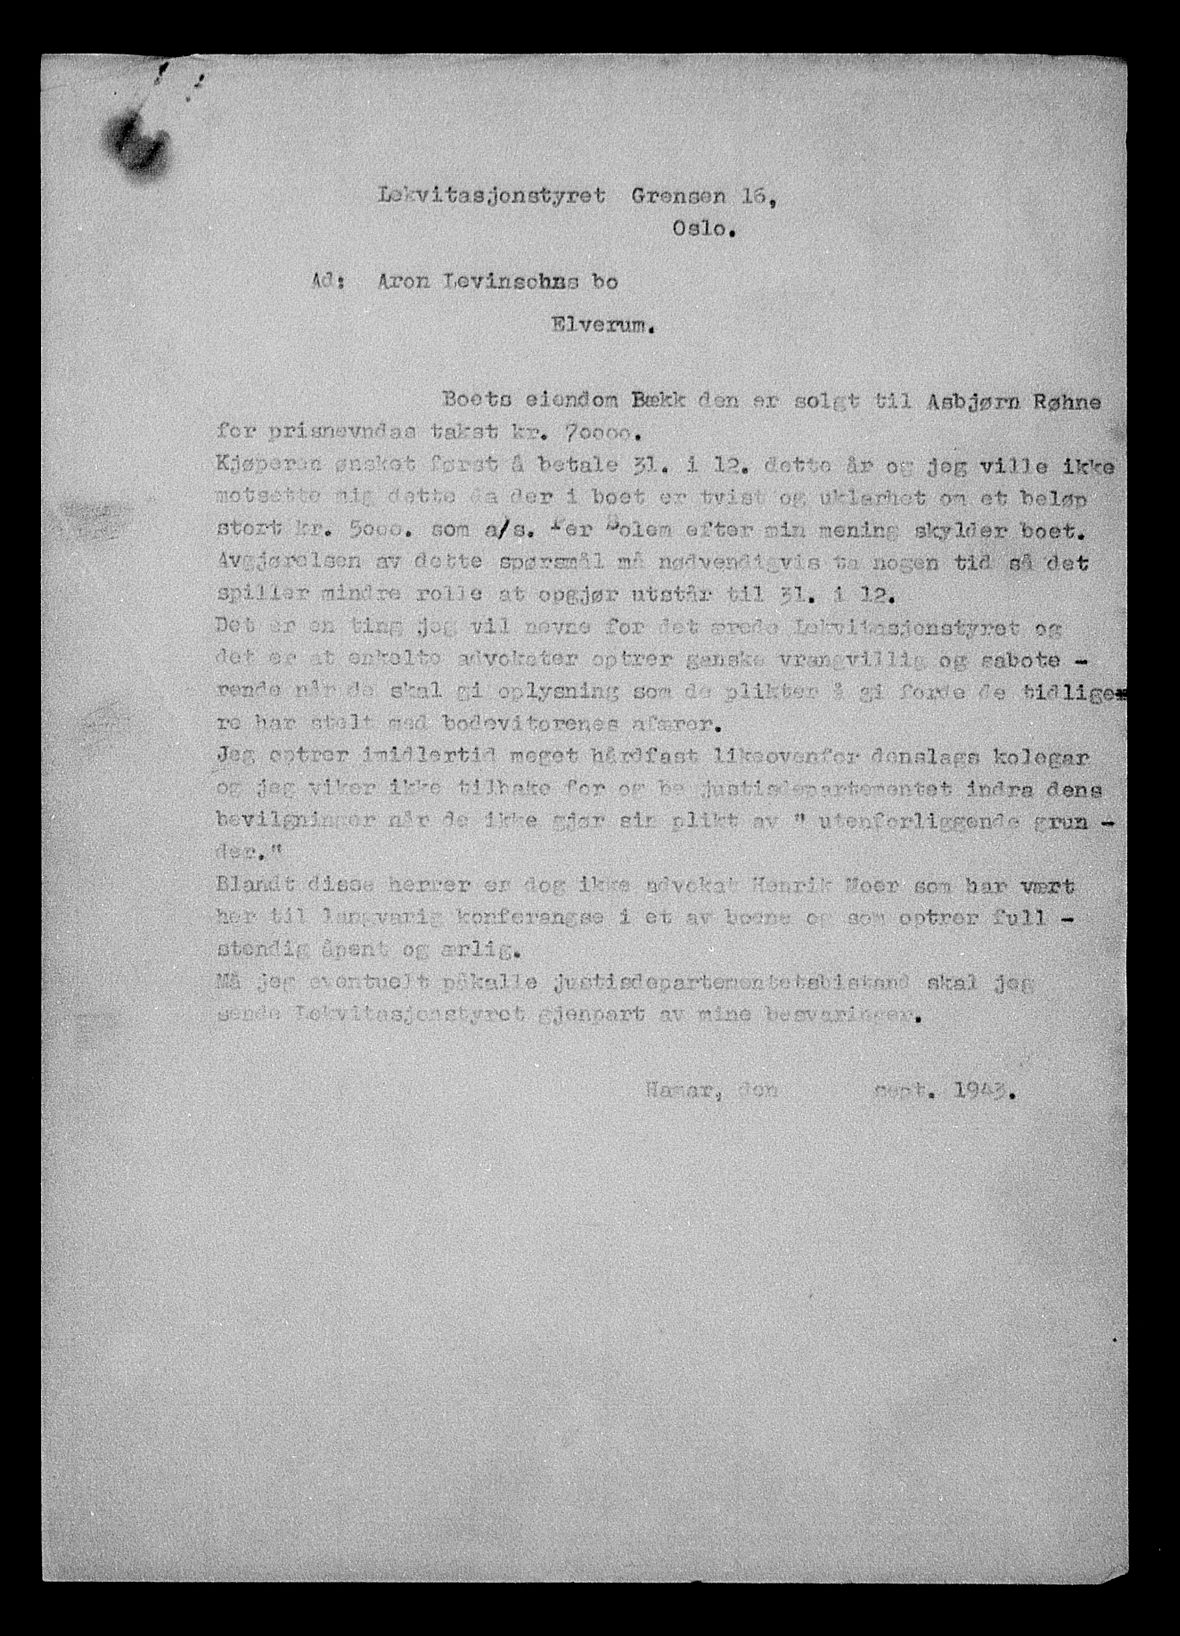 Lekvitasjonstyret Grensen 16,
Oslo.
Ad: Aron Levinsohns bo
Elverum.
Boets eiendom Bækk den er solgt til Asbjørn Røhne
for prisnevndas takst kr. 70000.
Kjøperen ønsket først å betale 31. i 12. dette år og jeg ville ikke
motsette mig dette da der i boet er tvist og uklarhet om et beløp
stort kr. 5000. som a/s. Per Bolem efter min mening skylder boet.
Avgjørelsen av dette spørsmål må nødvendigvis ta nogen tid så det
spiller mindre rolle at opgjør utstår til 31. i 12.
Det er en ting jeg vil nevne for det ærede Lekvitasjonstyret og
det er at enkelte advokater optrer ganske vrangvillig og sabote -
rende når de skal gi oplysning som de plikter å gi forde de tidlige
re har stelt med bodevitorenes afærer.
Jeg optrer imidlertid meget hårdfast likeovenfor denslags kolegar
og jeg viker ikke tilbake for og be justisdepartementet indra dens
bevilgninger når de ikke gjør sin plikt av " utenforliggende grun -
der."
Blandt disse herrer er dog ikke advokat Henrik Moer som har vært
her til langvarig konferangse i et av boene og som optrer full -
stendig åpent og ærlig.
Må jeg eventuelt påkalle justisdepartementetsbistand skal jeg
sende Lekvitasjonstyret gjenpart av mine besvaringer.
Hamar, den sept. 1943.